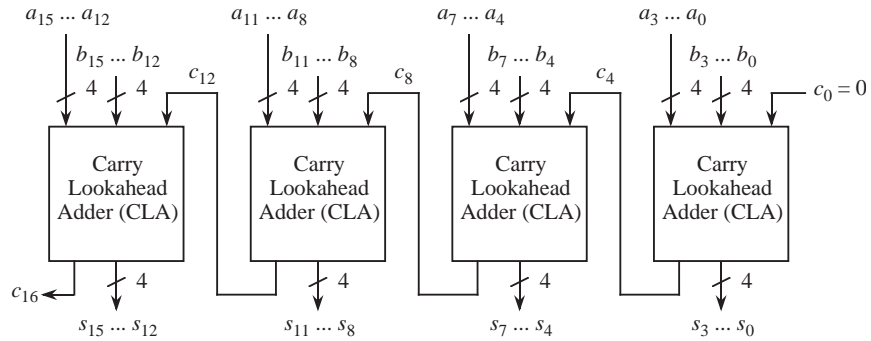 a15 ... a12 a11 ... a8 a7 ... a4 a3 ... a0
b15 ... b12 c12 b11 ... b8 c8 b7 ... b4 c4 b3 ... b0
4 4 4 4 4 4 4 4 c0 = 0
Carry Carry Carry Carry
Lookahead Lookahead Lookahead Lookahead
Adder (CLA) Adder (CLA) Adder (CLA) Adder (CLA)
4 4 4 4
c16
s15 ... s12 s11 ... s8 s7 ... s4 s3 ... s0